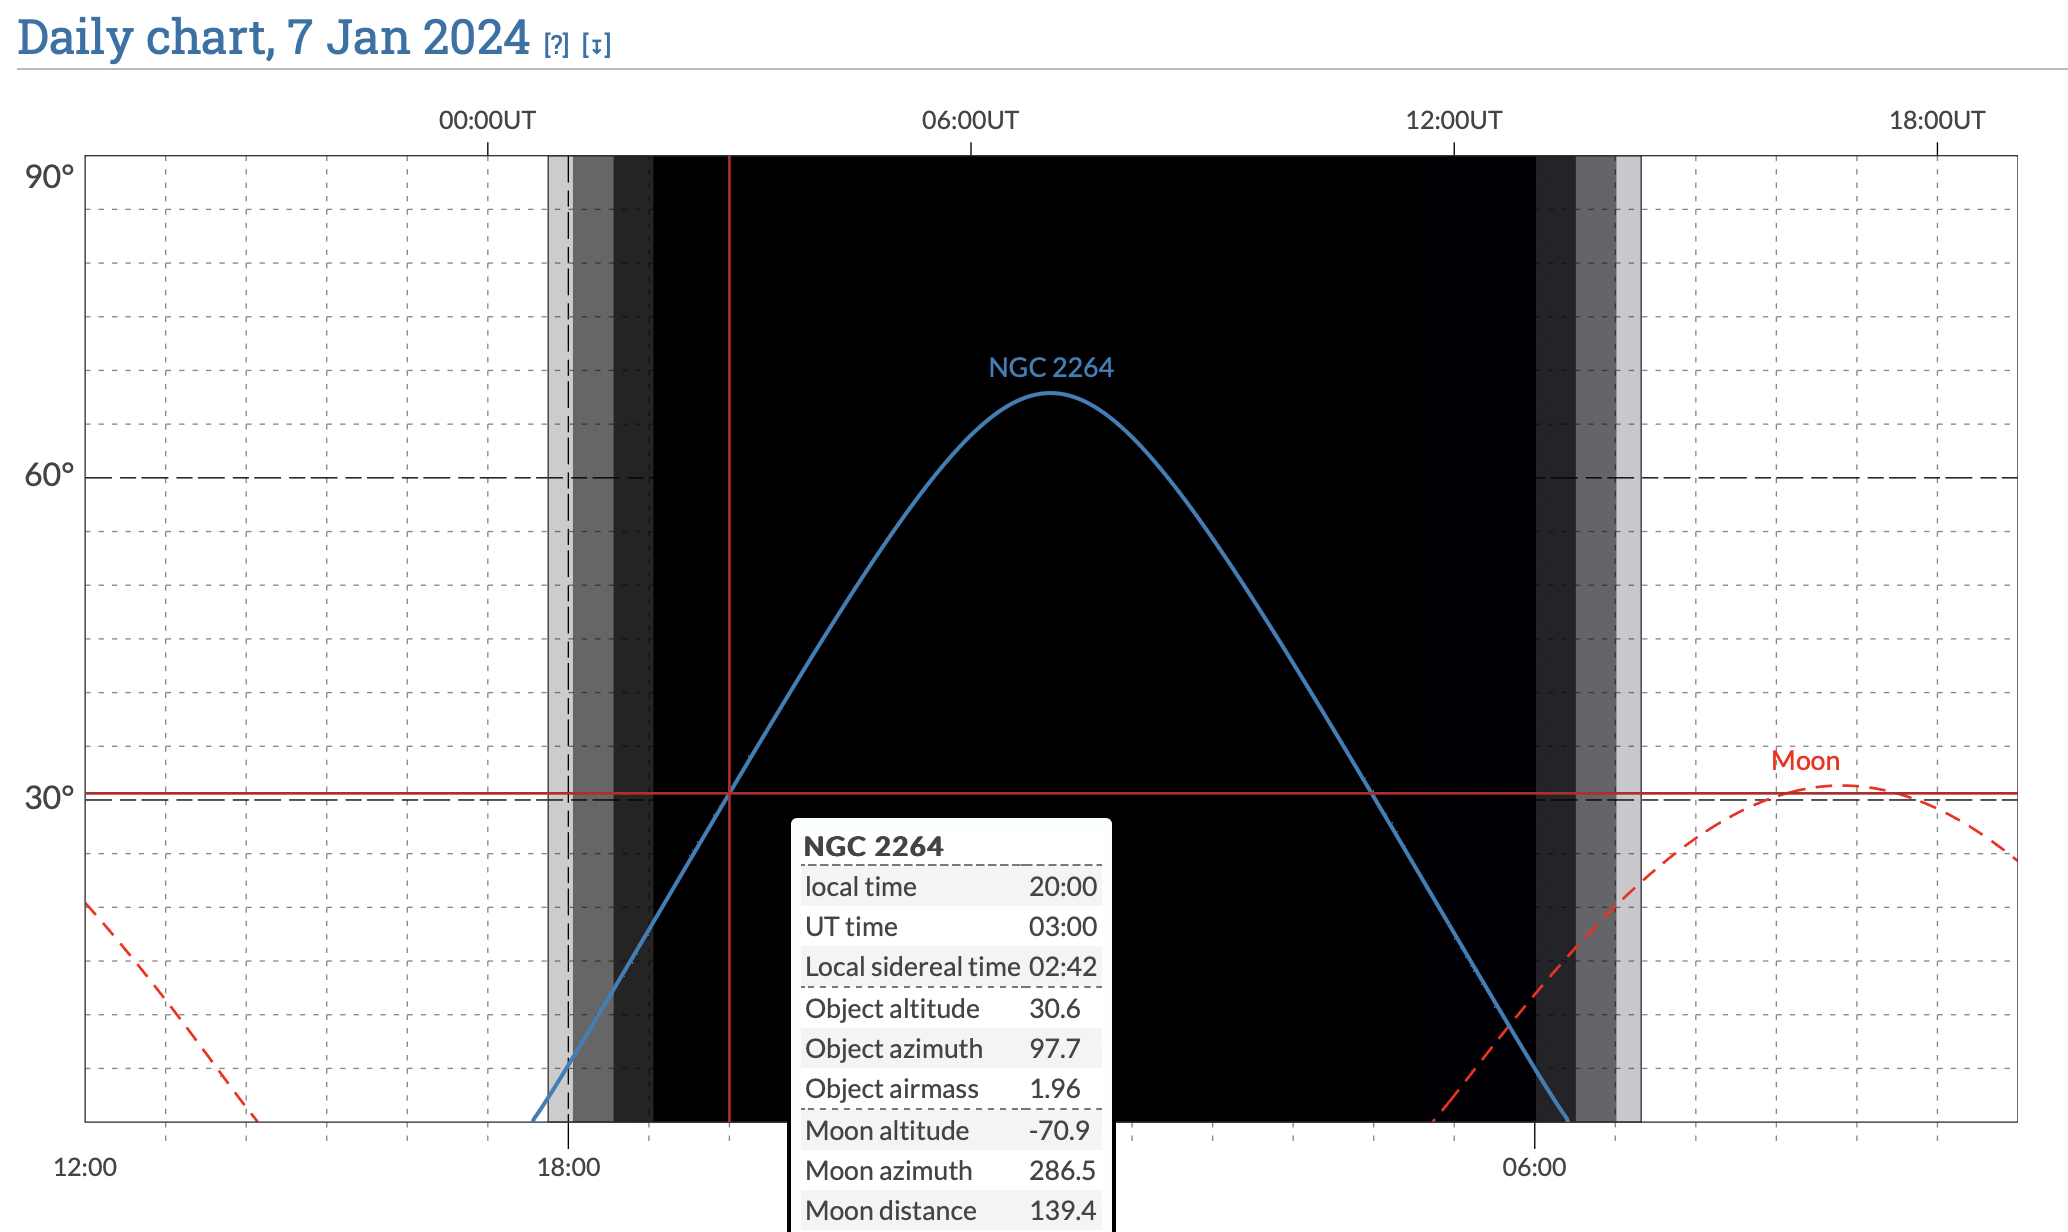 Daily chart, 7 Jan 2024 [?] [↧]
00:00UT 06:00UT 12:00UT 18:00UT
90°
NGC 2264
60°
Moon
30°
NGC 2264
local time 20:00
UT time 03:00
Local sidereal time 02:42
Object altitude 30.6
Object azimuth 97.7
Object airmass 1.96
Moon altitude -70.9
Moon azimuth 286.5
Moon distance 139.4
12:00 18:00 06:00